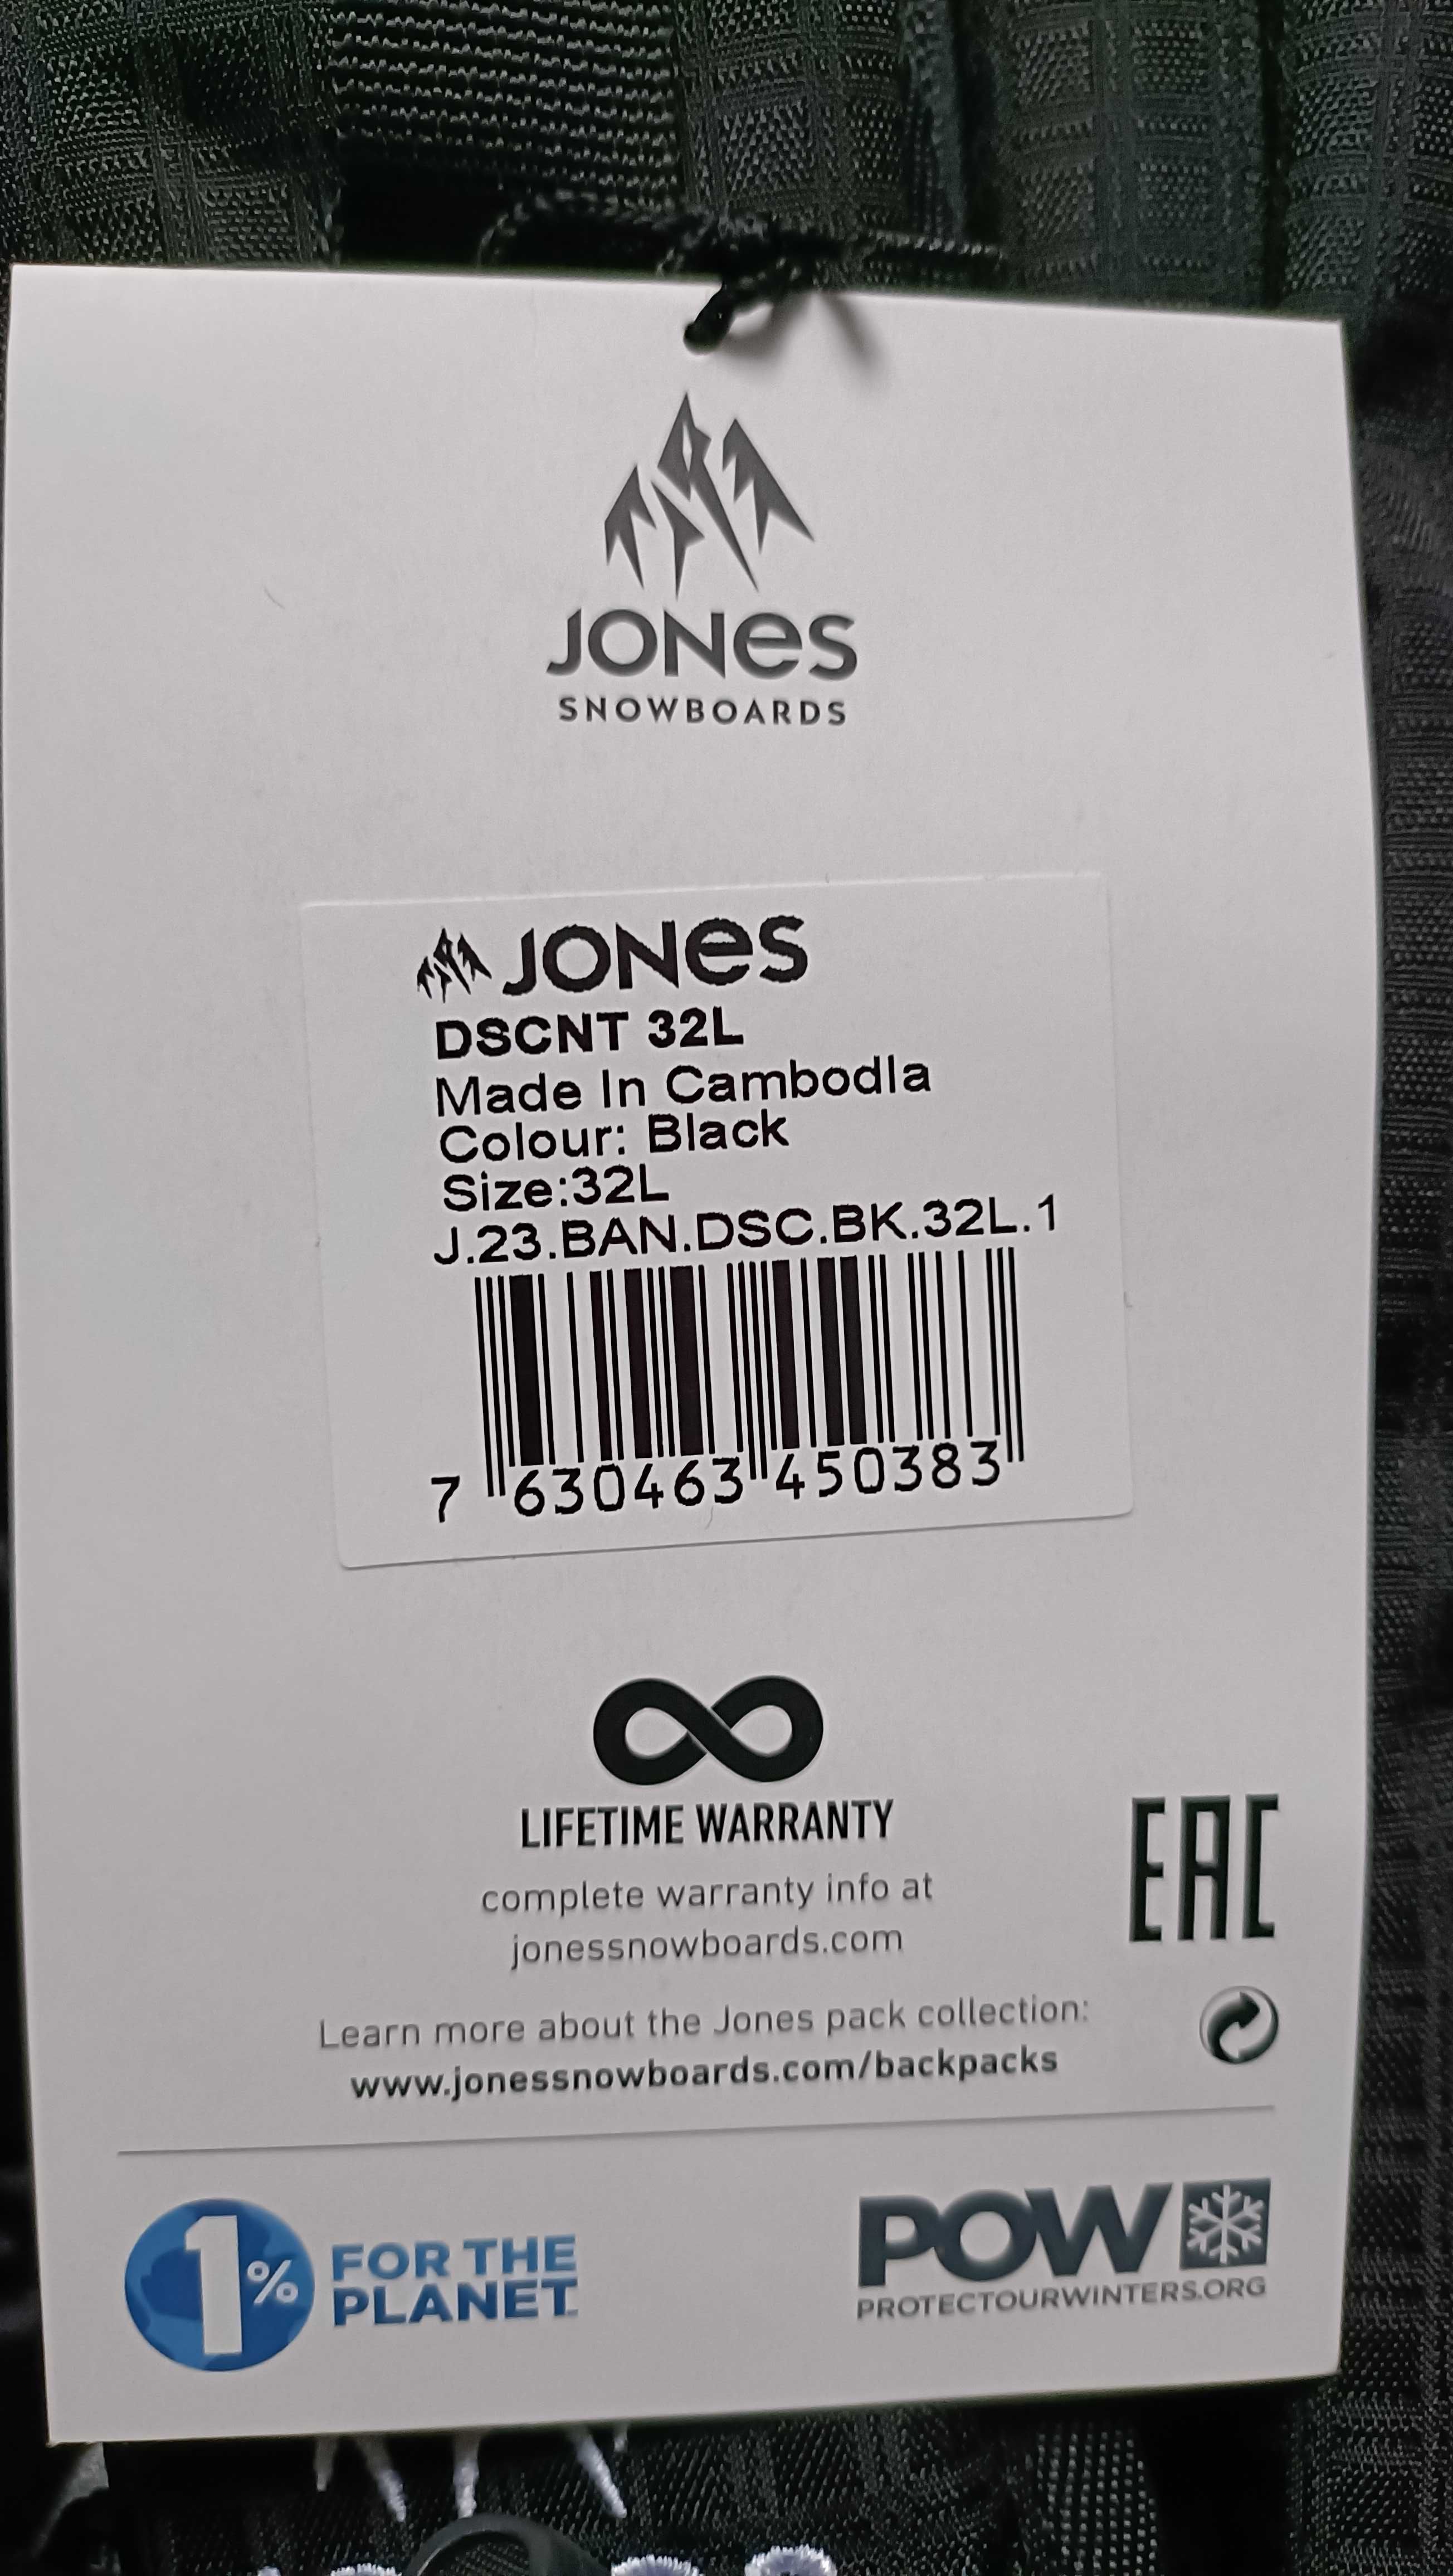 JONES
SNOWBOARDS
JONES
DSCNT 32L
Made In Cambodia
Colour: Black
Size:32L
J.23.BAN.DSC.BK.32L.1
7 630463 450383
LIFETIME WARRANTY
complete warranty info at
jonessnowboards.com
EAC
Learn more about the Jones pack collection:
www.jonessnowboards.com/backpacks
1% FOR THE
PLANET
POW
PROTECTOURWINTERS.ORG